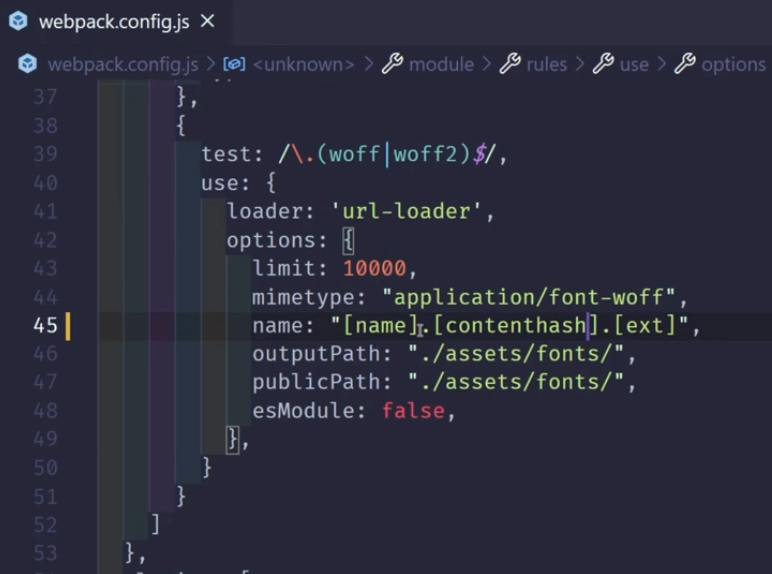 webpack.config.js ×
webpack.config.js > <unknown> > module > rules > use > options
37 },
38 {
39 test: /\.(woff|woff2)$/,
40 use: {
41 loader: 'url-loader',
42 options: {
43 limit: 10000,
44 mimetype: "application/font-woff",
45 name: "[name].[contenthash].[ext]",
46 outputPath: "./assets/fonts/",
47 publicPath: "./assets/fonts/",
48 esModule: false,
49 },
50 }
51 }
52 ]
53 },